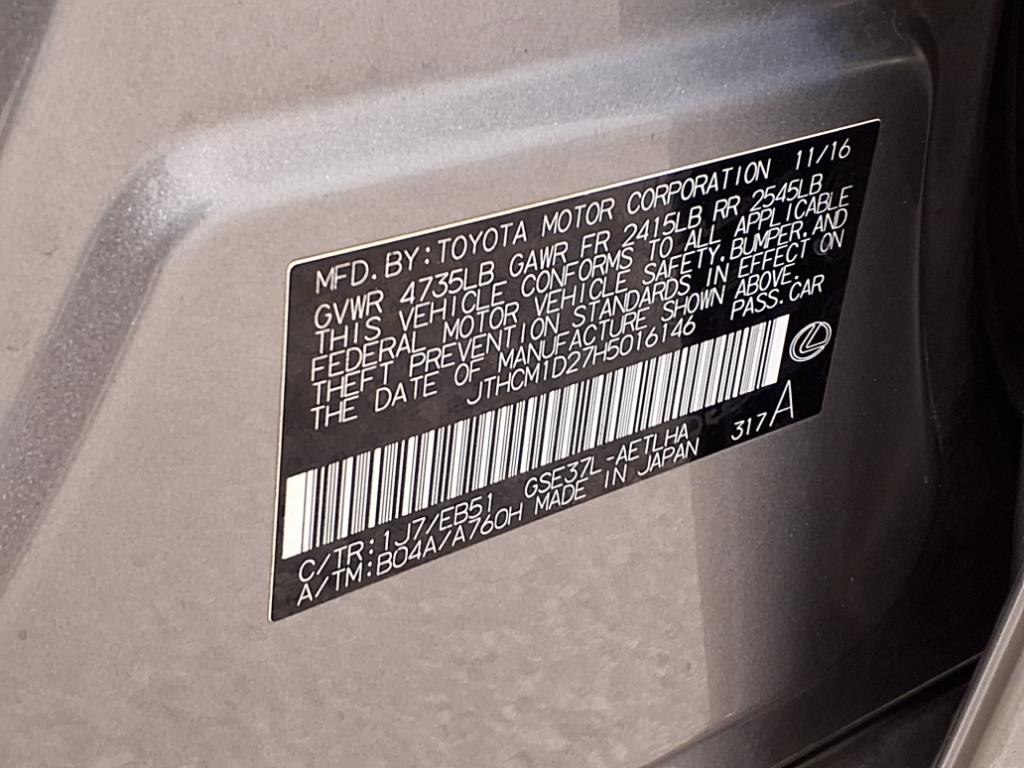 MFD. BY: TOYOTA MOTOR CORPORATION 11/16
GVWR 4735LB GAWR FR 2415LB RR 2545LB
THIS VEHICLE CONFORMS TO ALL APPLICABLE
FEDERAL MOTOR VEHICLE SAFETY, BUMPER, AND
THEFT PREVENTION STANDARDS IN EFFECT ON
THE DATE OF MANUFACTURE SHOWN ABOVE.
JTHCM1D27H5016146 PASS. CAR
C/TR: 1J7/EB51 GSE37L-AETLHA 317 A
A/TM: B04A/A760H MADE IN JAPAN